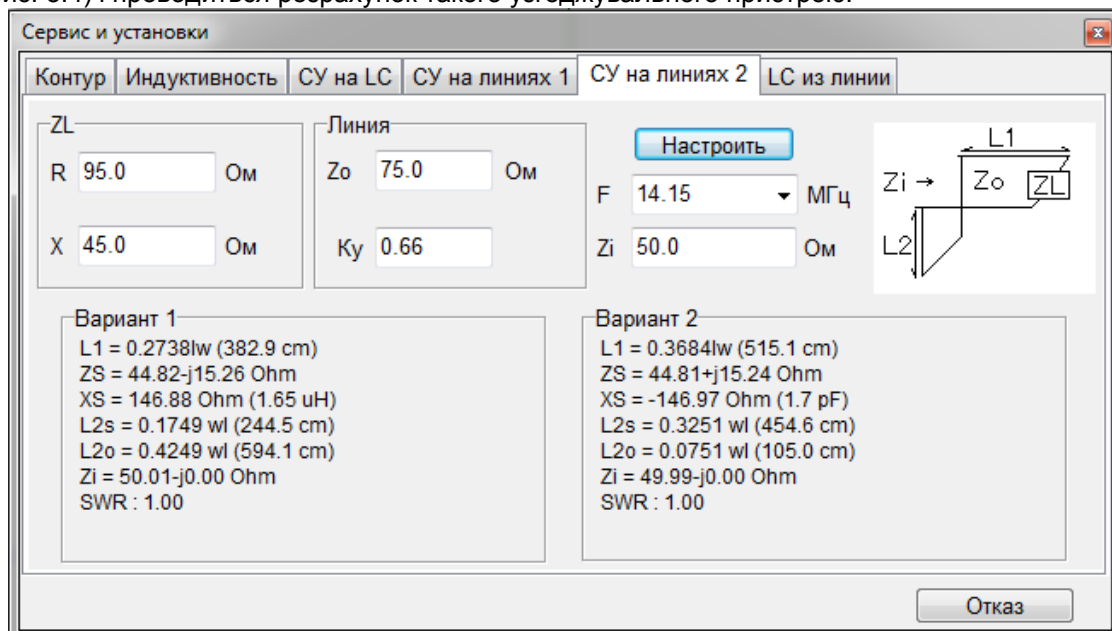 проводиться розрахунок такого узгоджувального пристрою.
Сервис и установки
Контур Индуктивность СУ на LC СУ на линиях 1 СУ на линиях 2 LC из линии
ZL
R 95.0 Ом
X 45.0 Ом
Линия
Zo 75.0 Ом
Ку 0.66
Настроить
F 14.15 МГц
Zi 50.0 Ом
L1
Zi → Zo ZL
L2
Вариант 1
L1 = 0.2738lw (382.9 cm)
ZS = 44.82-j15.26 Ohm
XS = 146.88 Ohm (1.65 uH)
L2s = 0.1749 wl (244.5 cm)
L2o = 0.4249 wl (594.1 cm)
Zi = 50.01-j0.00 Ohm
SWR : 1.00
Вариант 2
L1 = 0.3684lw (515.1 cm)
ZS = 44.81+j15.24 Ohm
XS = -146.97 Ohm (1.7 pF)
L2s = 0.3251 wl (454.6 cm)
L2o = 0.0751 wl (105.0 cm)
Zi = 49.99-j0.00 Ohm
SWR : 1.00
Отказ